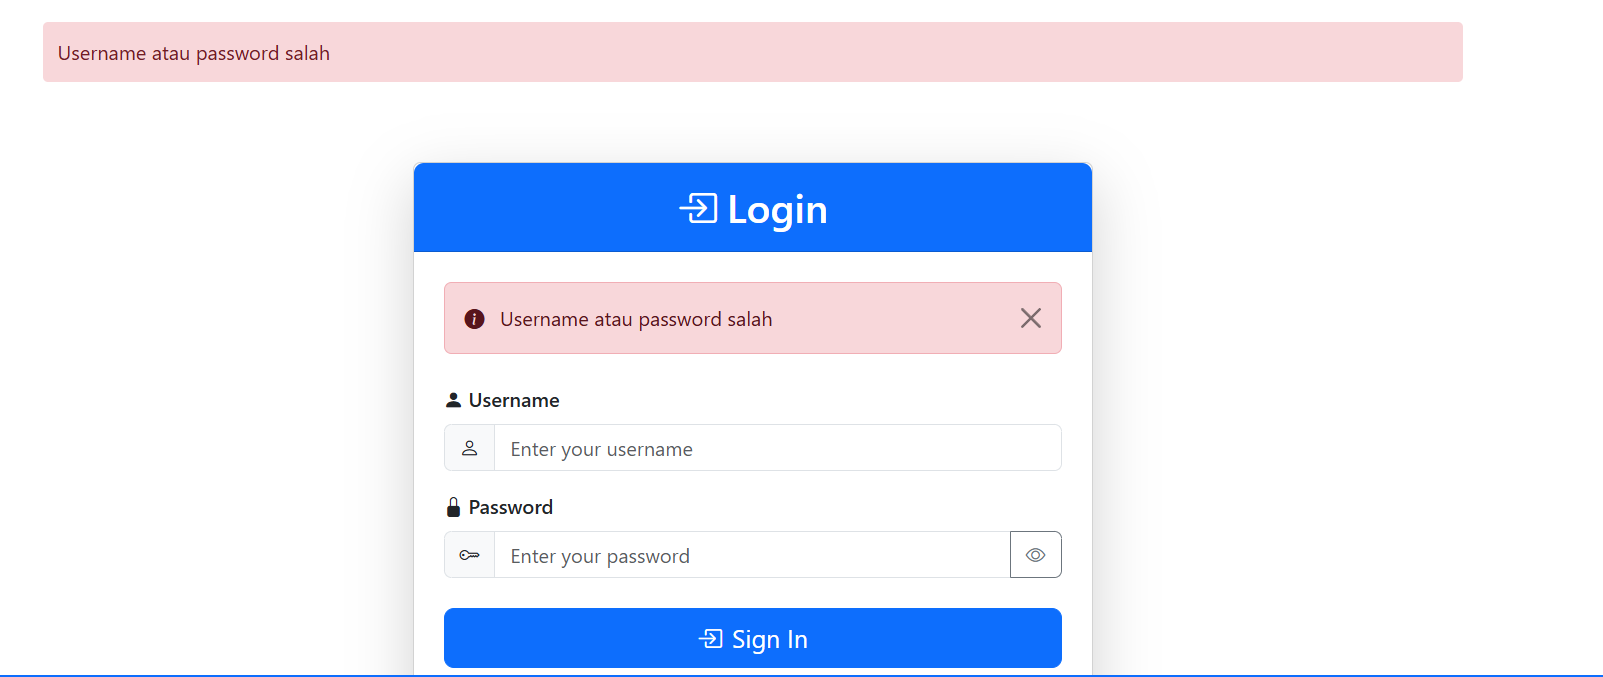 Username atau password salah
Login
Username atau password salah
Username
Enter your username
Password
Enter your password
Sign In